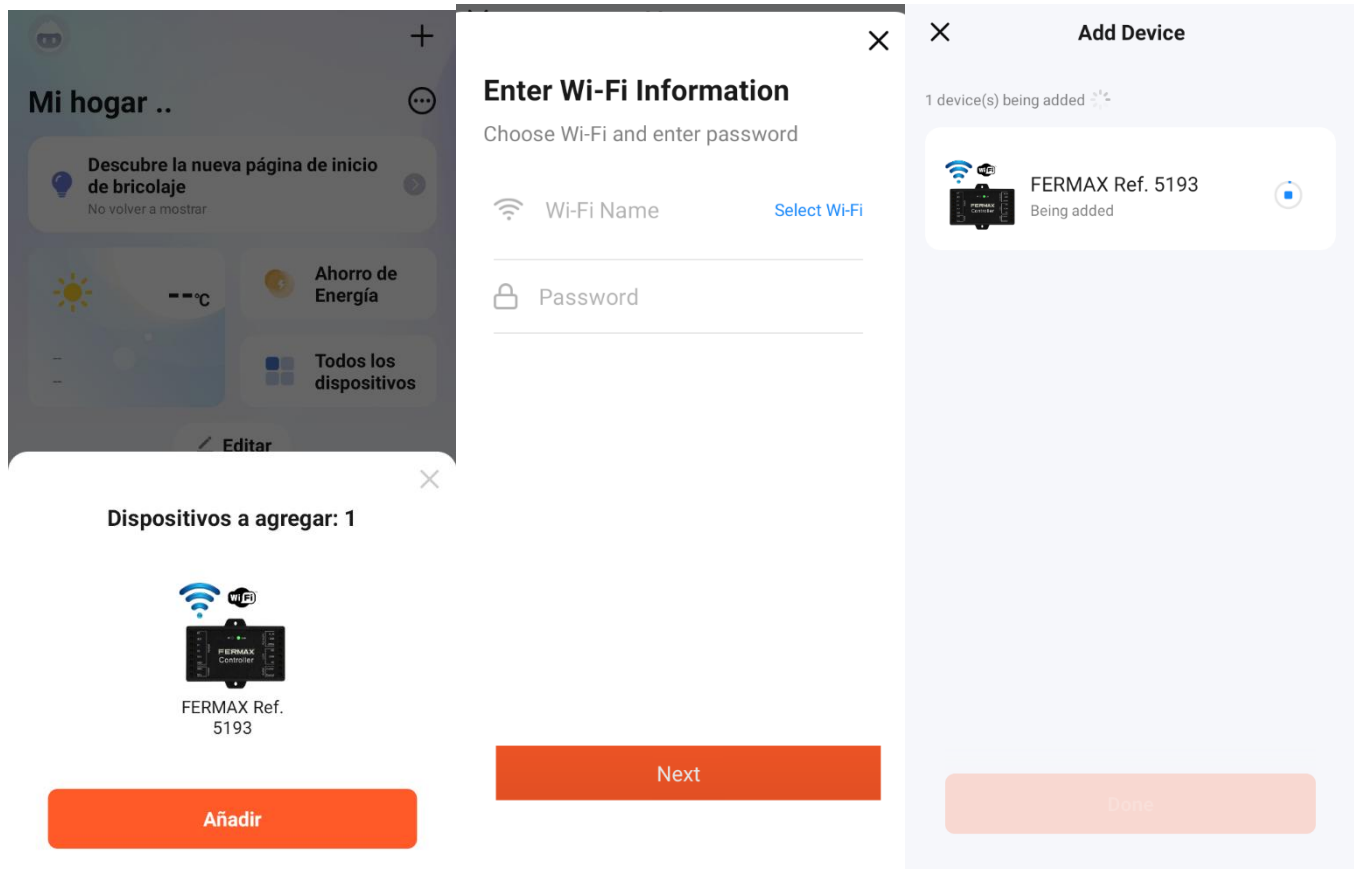 Mi hogar ..
Descubre la nueva página de inicio
de bricolaje
No volver a mostrar
--°C
Ahorro de
Energía
--
--
Todos los
dispositivos
Editar
Dispositivos a agregar: 1
WiFi
FERMAX
Controller
FERMAX Ref.
5193
Añadir
Enter Wi-Fi Information
Choose Wi-Fi and enter password
Wi-Fi Name
Select Wi-Fi
Password
Next
Add Device
1 device(s) being added
WiFi
FERMAX
Controller
FERMAX Ref. 5193
Being added
Done